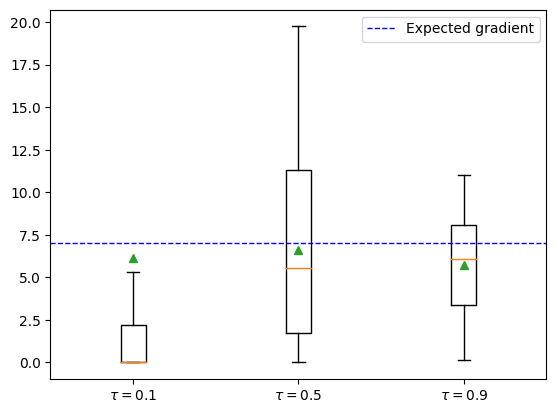 20.0
17.5
15.0
12.5
10.0
7.5
5.0
2.5
0.0
Expected gradient
τ = 0.1
τ = 0.5
τ = 0.9